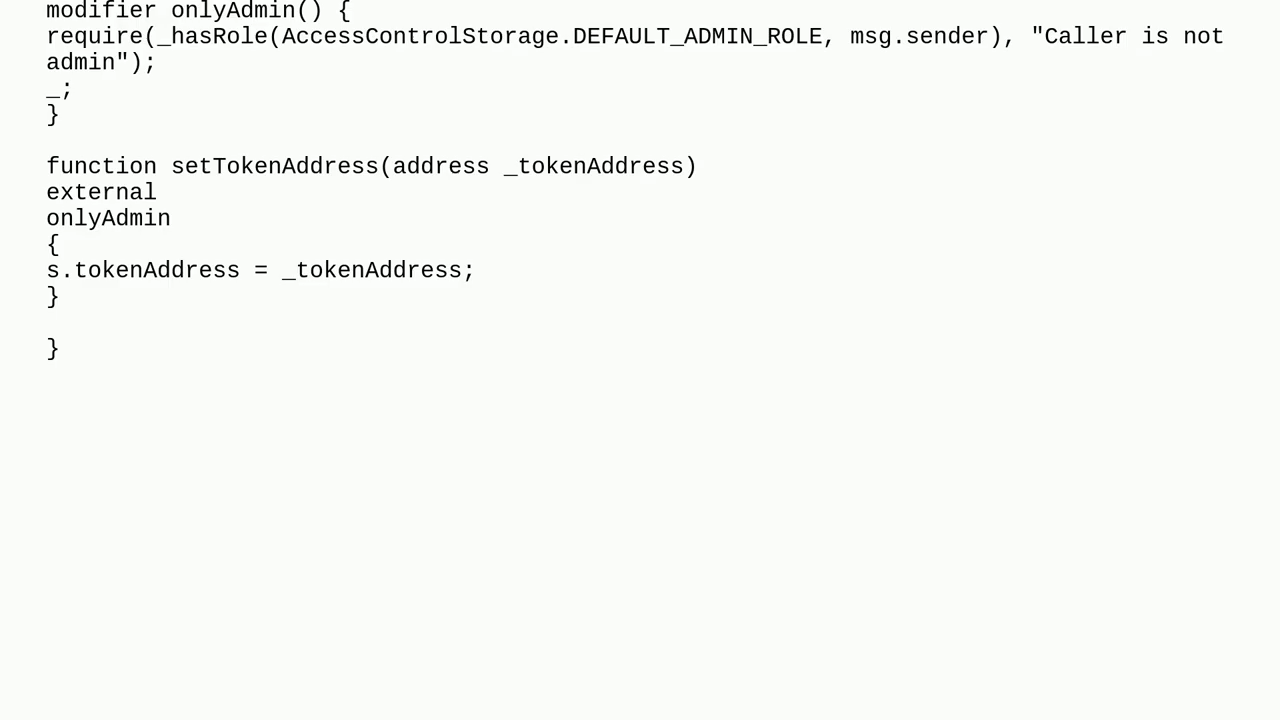 modifier onlyAdmin() {
require(_hasRole(AccessControlStorage.DEFAULT_ADMIN_ROLE, msg.sender), "Caller is not
admin");
_;
}

function setTokenAddress(address _tokenAddress)
external
onlyAdmin
{
s.tokenAddress = _tokenAddress;
}

}